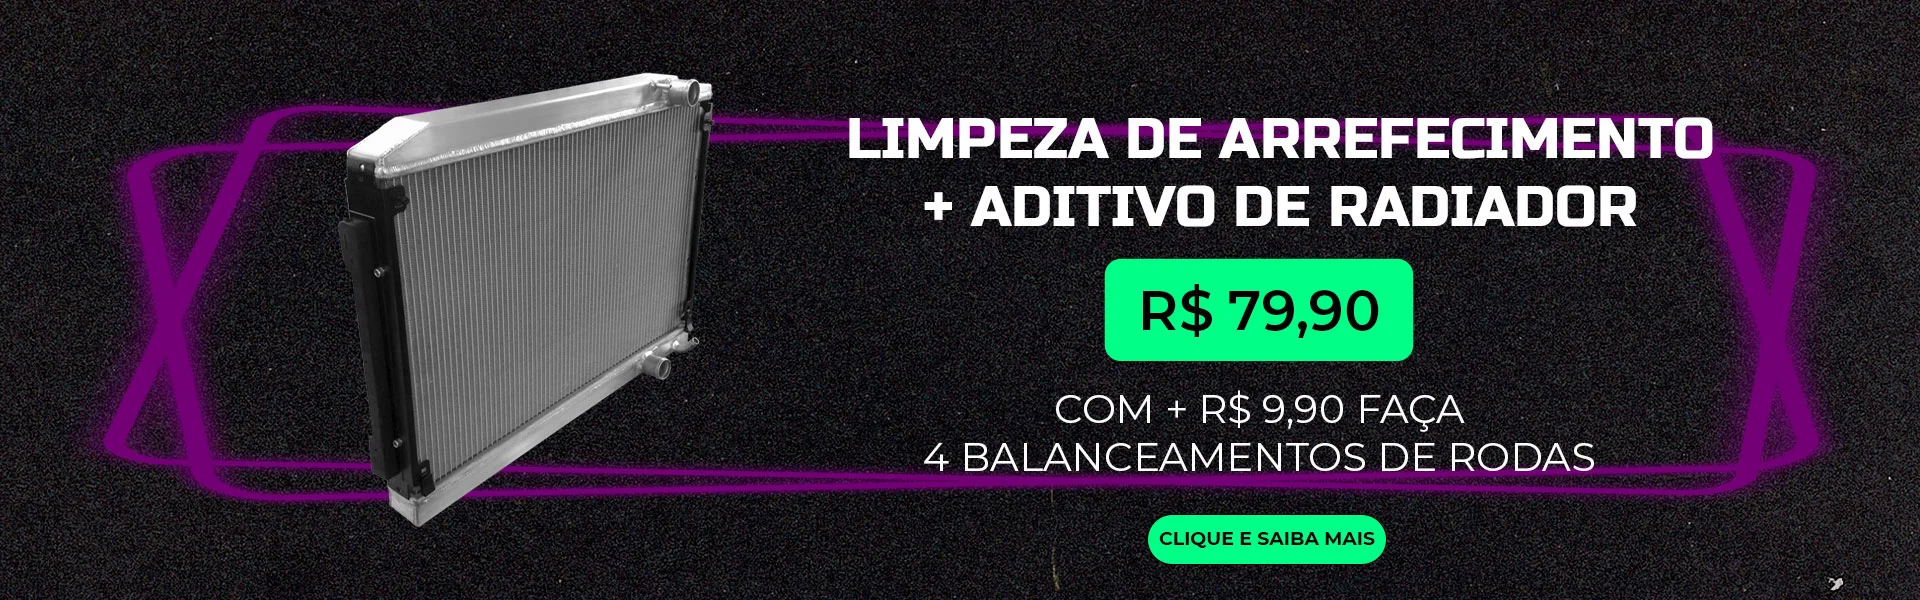 LIMPEZA DE ARREFECIMENTO
+ ADITIVO DE RADIADOR
R$ 79,90
COM + R$ 9,90 FAÇA
4 BALANCEAMENTOS DE RODAS
CLIQUE E SAIBA MAIS